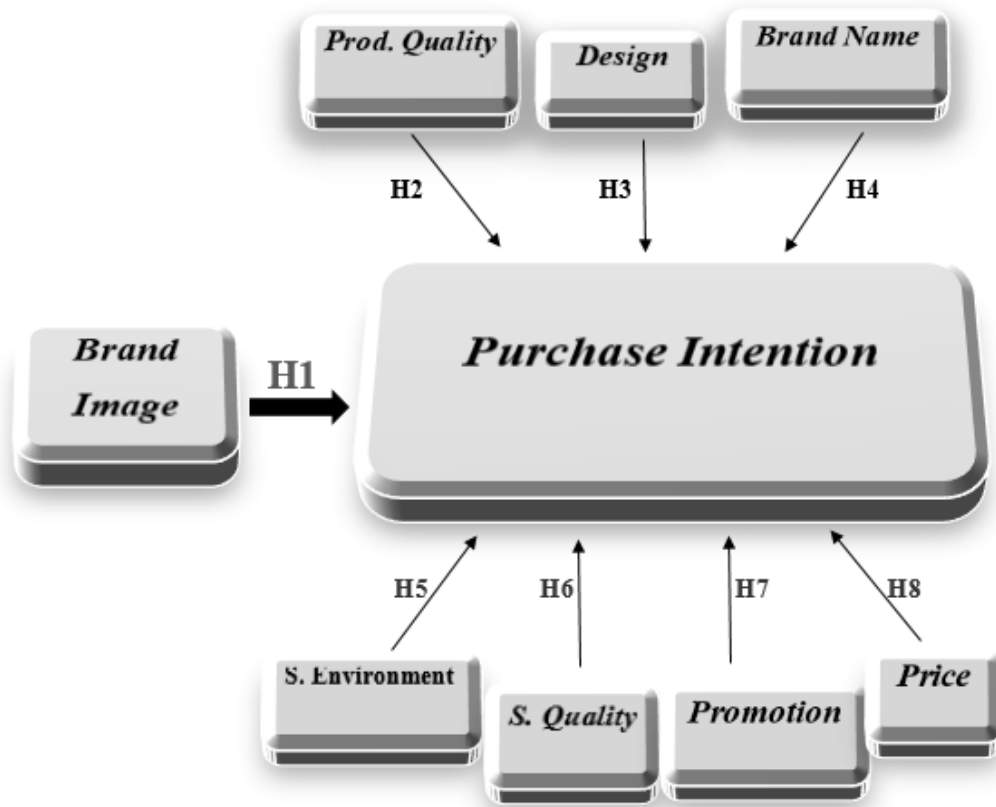 Prod. Quality
Design
Brand Name
H2
H3
H4
Brand
Image
H1
Purchase Intention
H5
H6
H7
H8
S. Environment
S. Quality
Promotion
Price